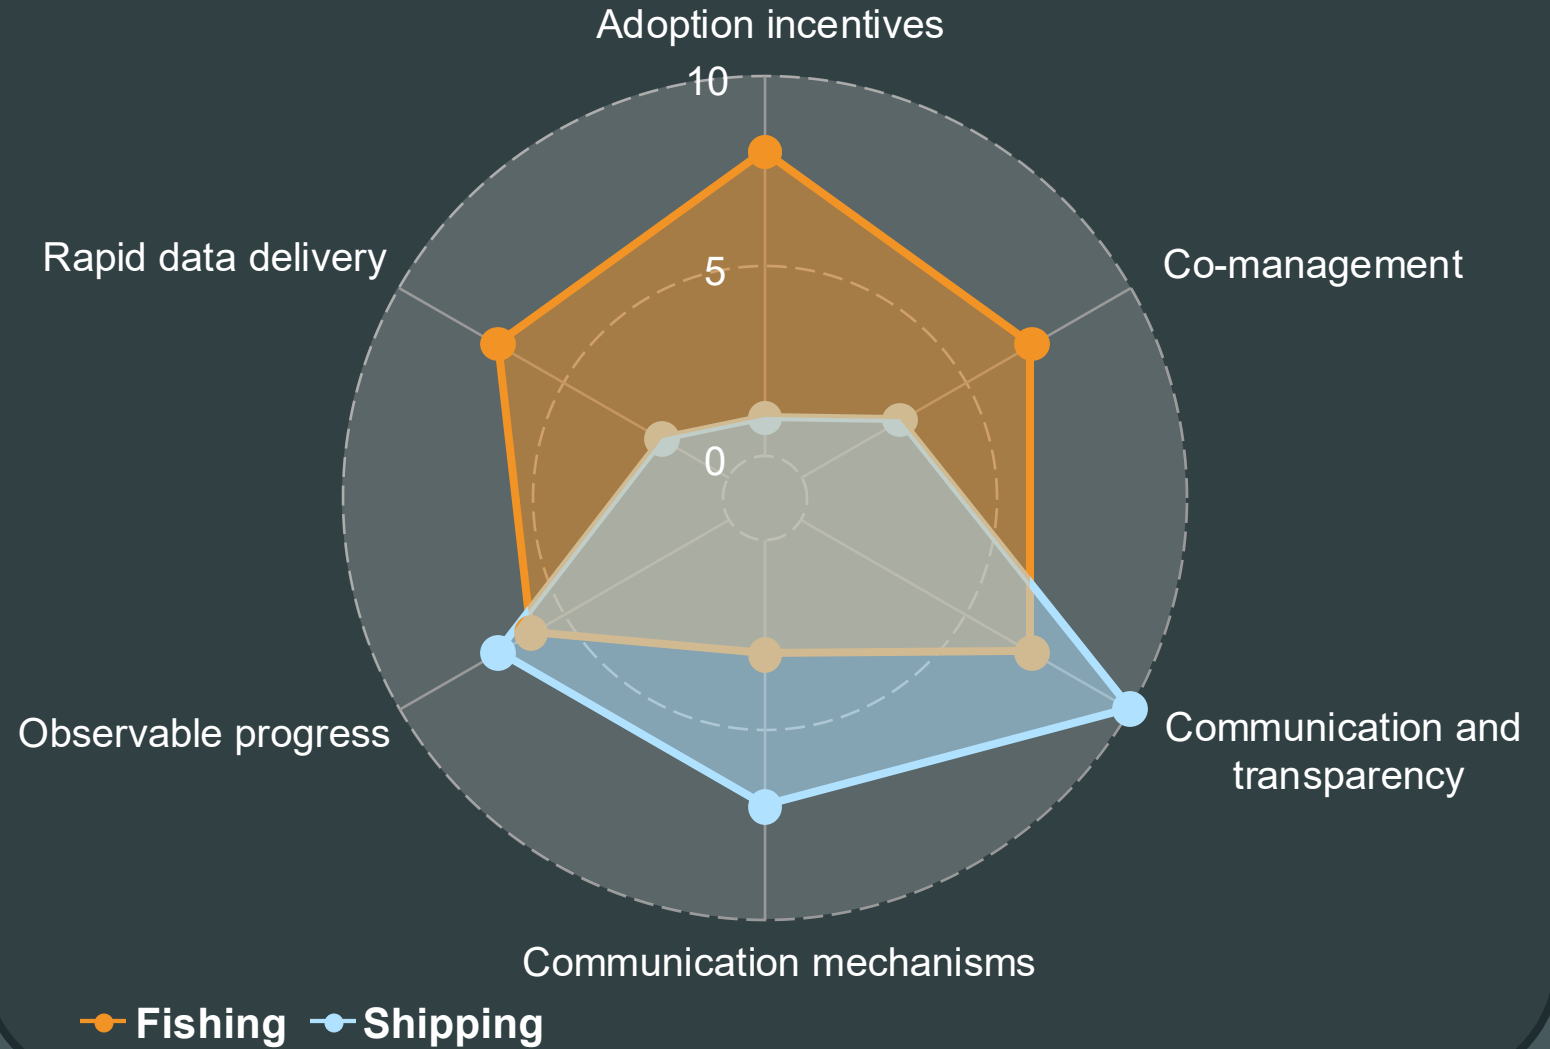 Adoption incentives
10
Rapid data delivery
5
Co-management
0
Observable progress
Communication and
transparency
Communication mechanisms
Fishing Shipping